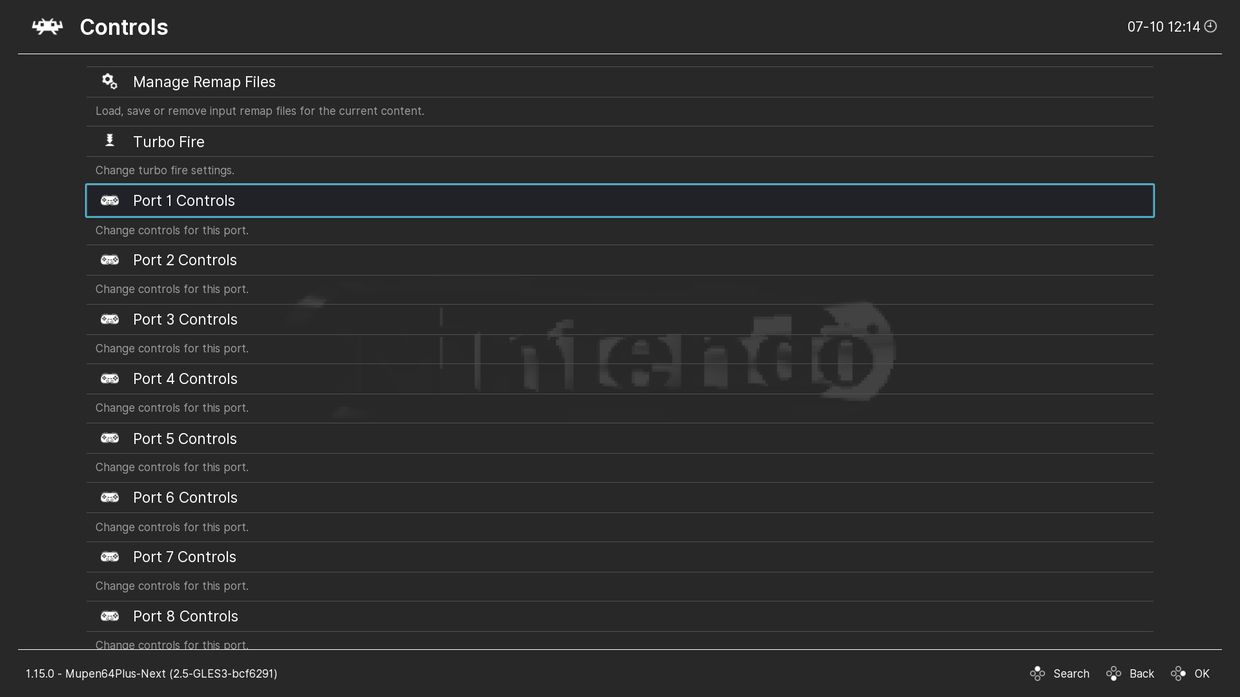 Controls
07-10 12:14
Manage Remap Files
Load, save or remove input remap files for the current content.
Turbo Fire
Change turbo fire settings.
Port 1 Controls
Change controls for this port.
Port 2 Controls
Change controls for this port.
Port 3 Controls
Change controls for this port.
Port 4 Controls
Change controls for this port.
Port 5 Controls
Change controls for this port.
Port 6 Controls
Change controls for this port.
Port 7 Controls
Change controls for this port.
Port 8 Controls
Change controls for this port.
Nintendo
1.15.0 - Mupen64Plus-Next (2.5-GLES3-bcf6291)
Search
Back
OK